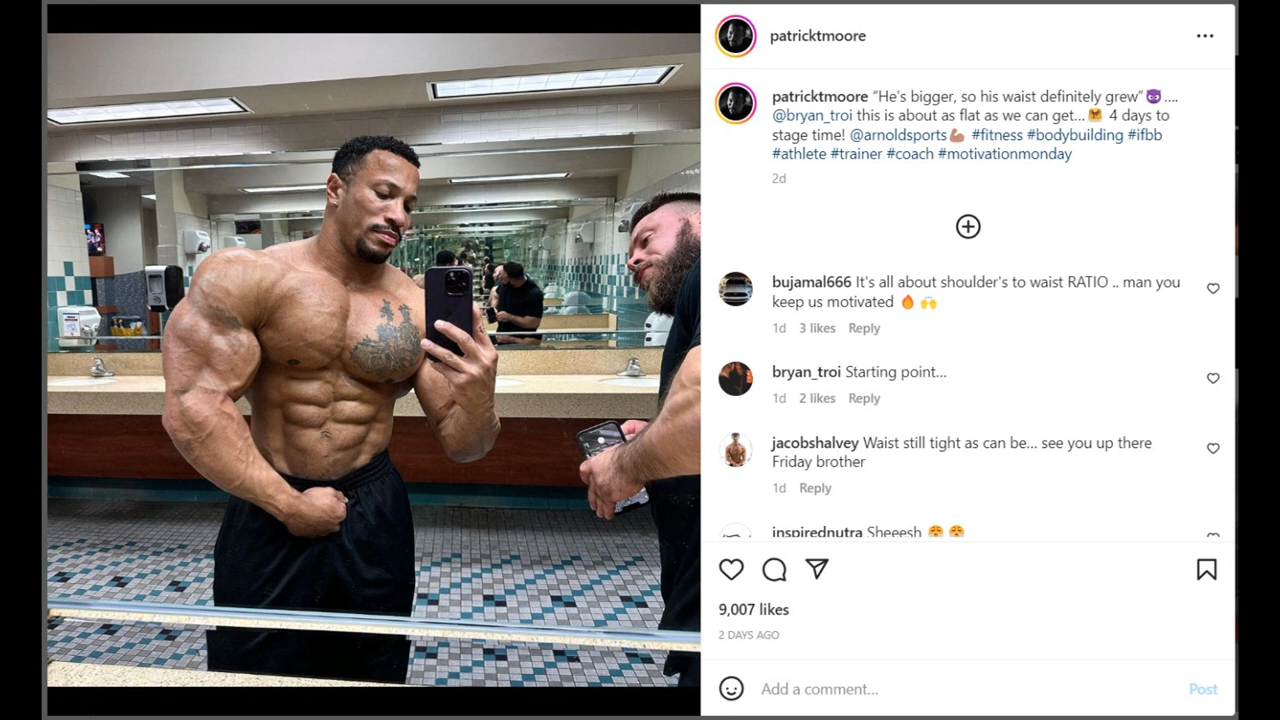 patricktmoore
patricktmoore “He’s bigger, so his waist definitely grew”😈....
@bryan_troi this is about as flat as we can get... 4 days to
stage time! @arnoldsports💪🏽 #fitness #bodybuilding #ifbb
#athlete #trainer #coach #motivationmonday
2d
bujamal666 It's all about shoulder's to waist RATIO .. man you
keep us motivated 🔥 🙌
1d 3 likes Reply
bryan_troi Starting point...
1d 2 likes Reply
jacobshalvey Waist still tight as can be... see you up there
Friday brother
1d Reply
inspirednutra Sheeesh 😤 😤
9,007 likes
2 DAYS AGO
Add a comment... Post